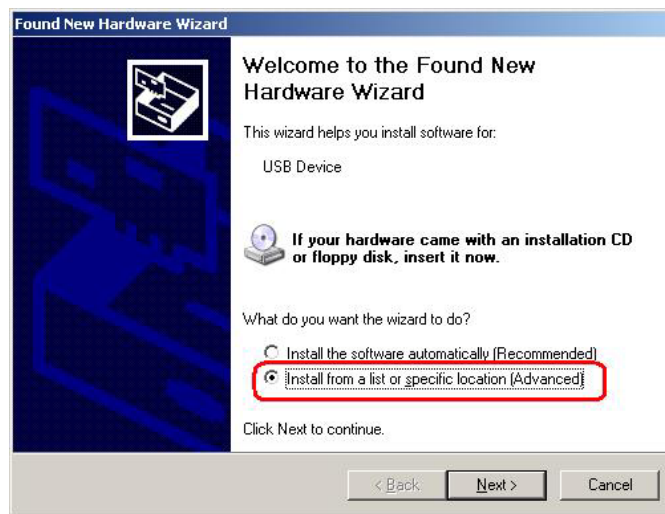 Found New Hardware Wizard
Welcome to the Found New
Hardware Wizard
This wizard helps you install software for:
USB Device
If your hardware came with an installation CD
or floppy disk, insert it now.
What do you want the wizard to do?
Install the software automatically (Recommended)
Install from a list or specific location (Advanced)
Click Next to continue.
< Back
Next >
Cancel